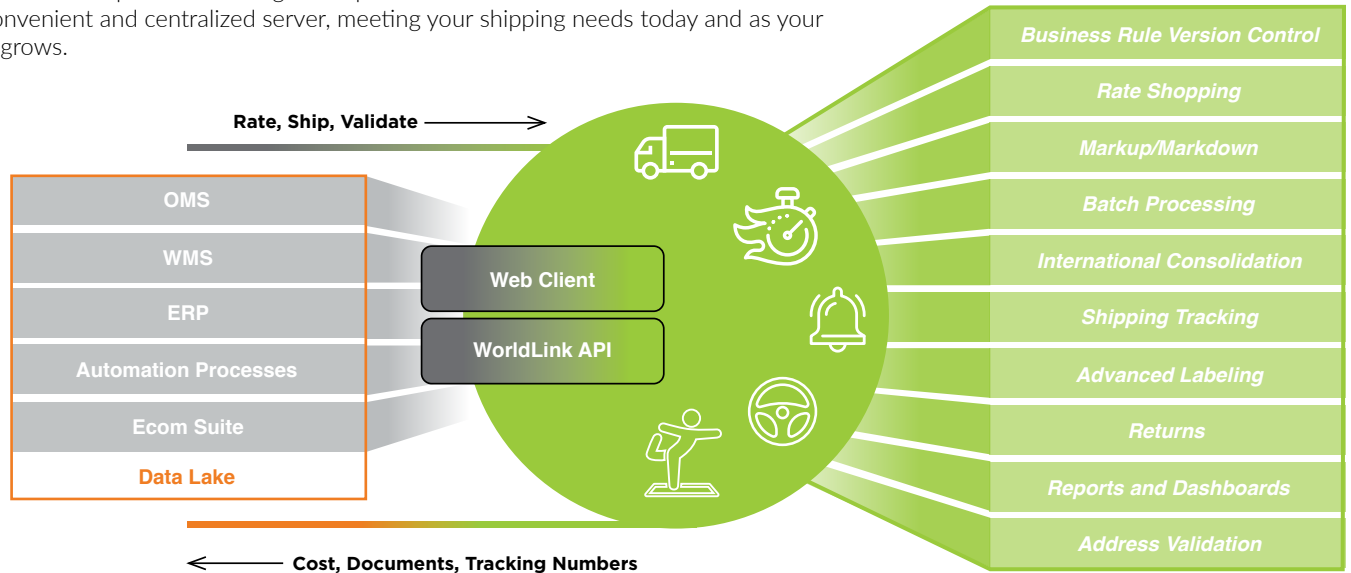 convenient and centralized server, meeting your shipping needs today and as your
grows.
Rate, Ship, Validate
OMS
WMS
ERP
Automation Processes
Ecom Suite
Data Lake
Web Client
WorldLink API
Cost, Documents, Tracking Numbers
Business Rule Version Control
Rate Shopping
Markup/Markdown
Batch Processing
International Consolidation
Shipping Tracking
Advanced Labeling
Returns
Reports and Dashboards
Address Validation